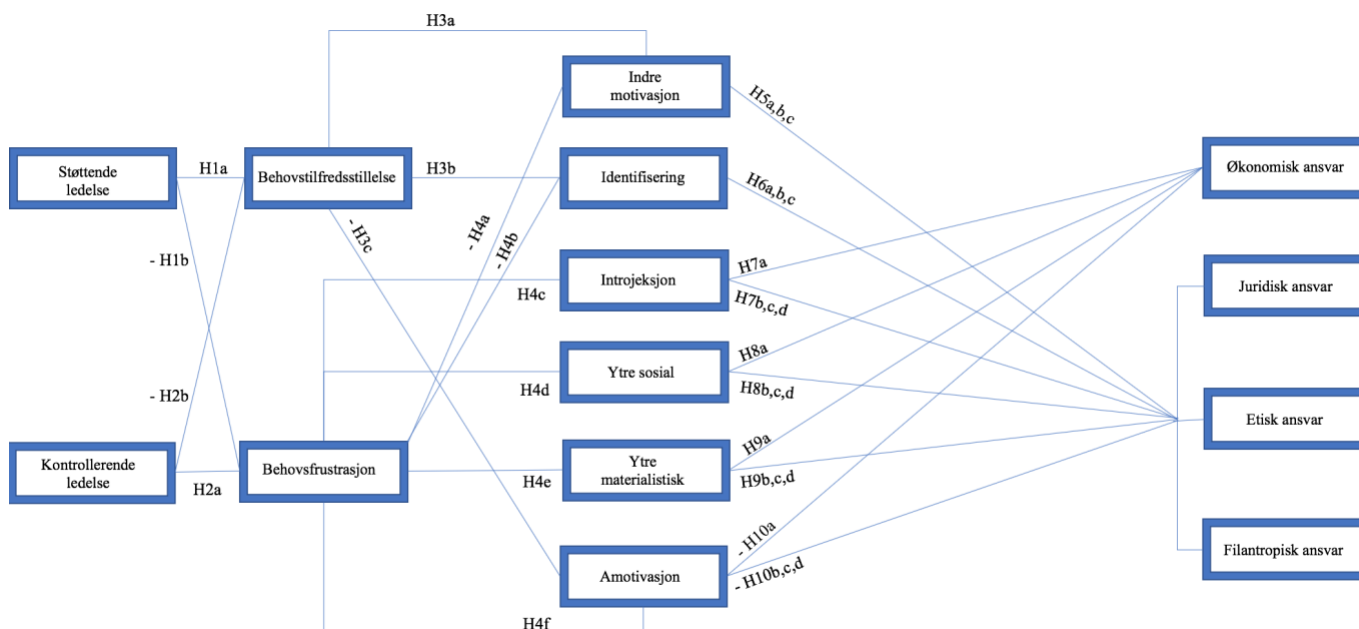 H3a
Indre
motivasjon
H5a,b,c
Støttende
ledelse
H1a
Behovstilfredsstillelse
H3b
Identifisering
H6a,b,c
Økonomisk ansvar
- H1b
- H3c
- H4a
- H4b
H4c
Introjeksjon
H7a
H7b,c,d
Juridisk ansvar
- H2b
H4d
Ytre sosial
H8a
H8b,c,d
Etisk ansvar
Kontrollerende
ledelse
H2a
Behovsfrustrasjon
H4e
Ytre
materialistisk
H9a
H9b,c,d
Amotivasjon
- H10a
- H10b,c,d
Filantropisk ansvar
H4f